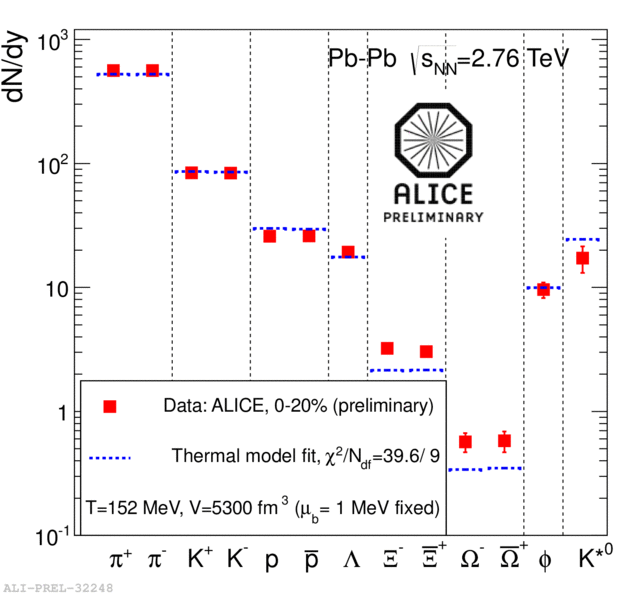 dN/dy
10³
10²
10
1
10⁻¹
Pb-Pb √sNN=2.76 TeV
ALICE
PRELIMINARY
Data: ALICE, 0-20% (preliminary)
Thermal model fit, χ²/Ndf=39.6/ 9
T=152 MeV, V=5300 fm³ (μb= 1 MeV fixed)
π⁺ π⁻ K⁺ K⁻ p p̅ Λ Ξ⁻ Ξ̅⁺ Ω⁻ Ω̅⁺ ϕ K*⁰
ALI-PREL-32248